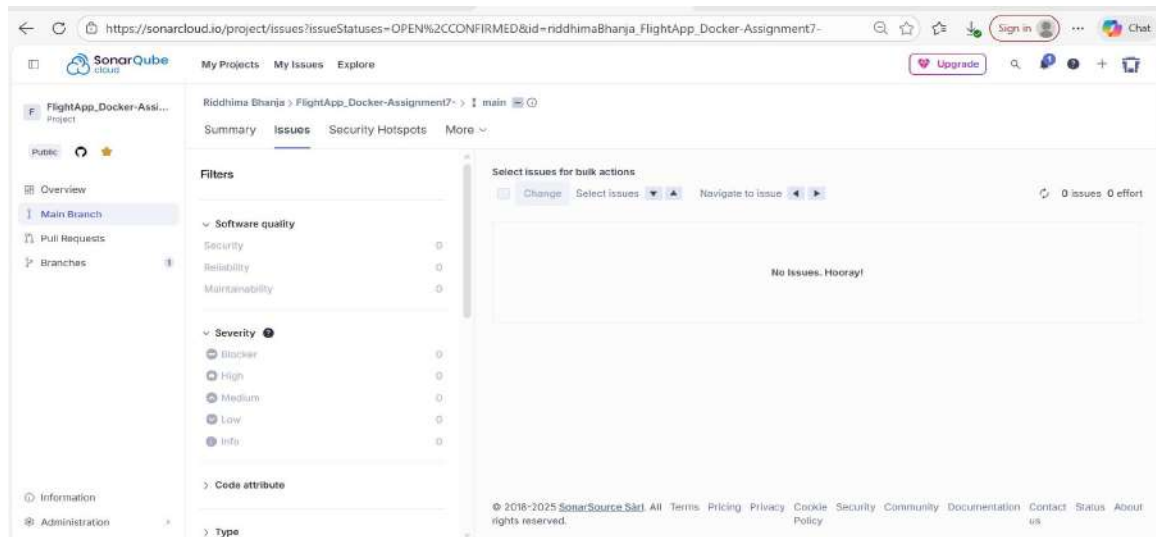 https://sonarcloud.io/project/issues?issueStatuses=OPEN%2CCONFIRMED&id=riddhimaBhanja_FlightApp_Docker-Assignment7-
Sign in
Chat
SonarQube cloud
My Projects My Issues Explore
Upgrade
F FlightApp_Docker-Assi...
Project
Public
Overview
Main Branch
Pull Requests
Branches 1
Information
Administration
Riddhima Bhanja > FlightApp_Docker-Assignment7- > main
Summary Issues Security Hotspots More
Filters
Software quality
Security 0
Reliability 0
Maintainability 0
Severity
Blocker 0
High 0
Medium 0
Low 0
Info 0
Code attribute
Type
Select issues for bulk actions
Change Select issues Navigate to issue 0 issues 0 effort
No Issues. Hooray!
© 2018-2025 SonarSource Sàrl. All rights reserved.
Terms Pricing Privacy Cookie Policy Security Community Documentation Contact us Status About